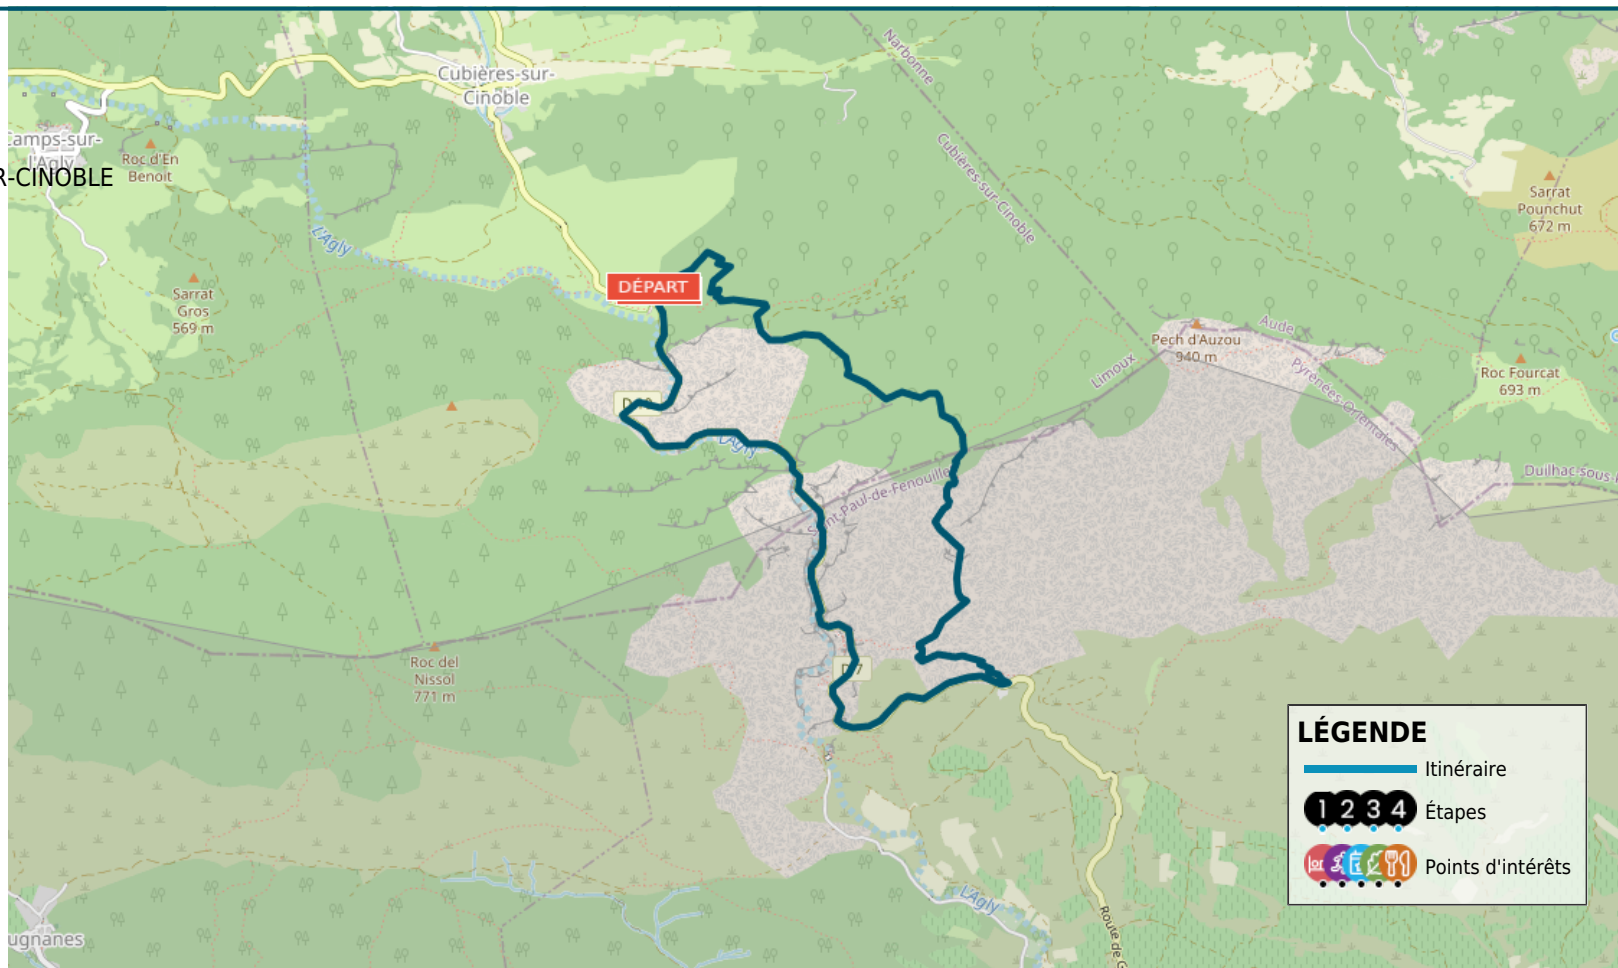 Narbonne
Cubières-sur-
Cinoble
Camps-sur-
l'Agly
R-CINOBLE
Roc d'En
Benoit
Cubières-sur-Cinoble
Sarrat
Pounchut
672 m
L'Agly
DÉPART
Sarrat
Gros
569 m
Aude
Pech d'Auzou
940 m
Limoux
Pyrénées-Orientales
Roc Fourcat
693 m
L'Agly
Saint-Paul-de-Fenouille
Duilhac-sous-
Roc del
Nissol
771 m
D 7
LÉGENDE
Itinéraire
1 2 3 4 Étapes
Points d'intérêts
L'Agly
Route de G
ugnanes